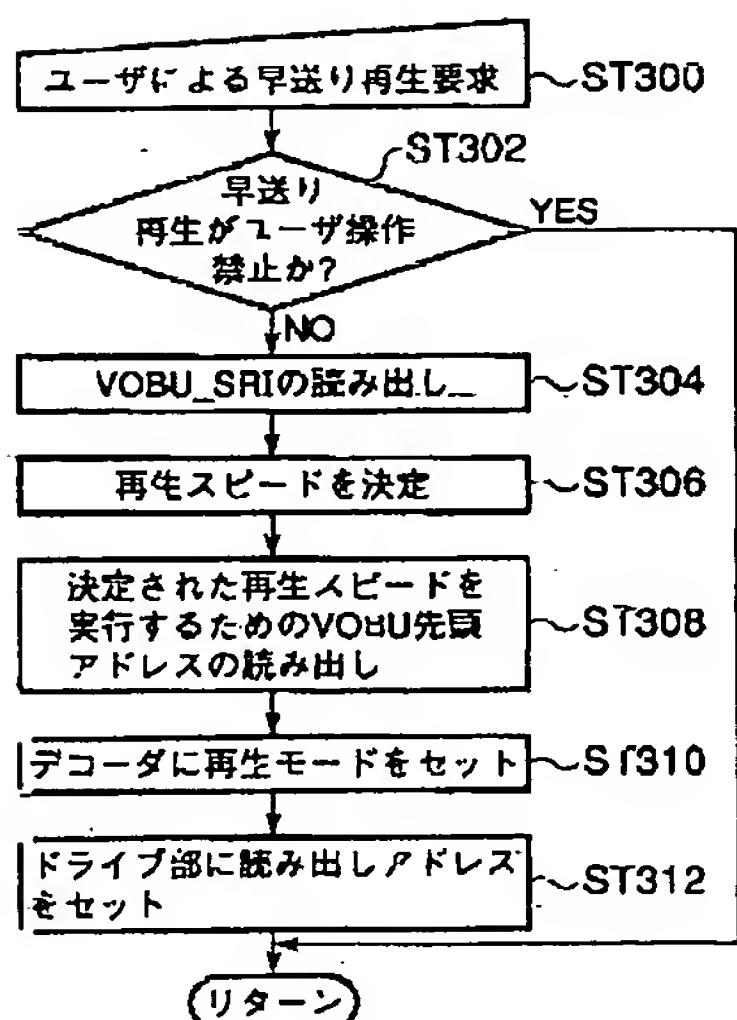 ユーザによる早送り再生要求 ST300
ST302
早送り
再生がユーザ操作
禁止か?
YES
NO
VOBU_SRIの読み出し ST304
再生スピードを決定 ST306
決定された再生スピードを
実行するためのVOBU先頭
アドレスの読み出し
ST308
デコーダに再生モードをセット ST310
ドライブ部に読み出しアドレス
をセット
ST312
リターン